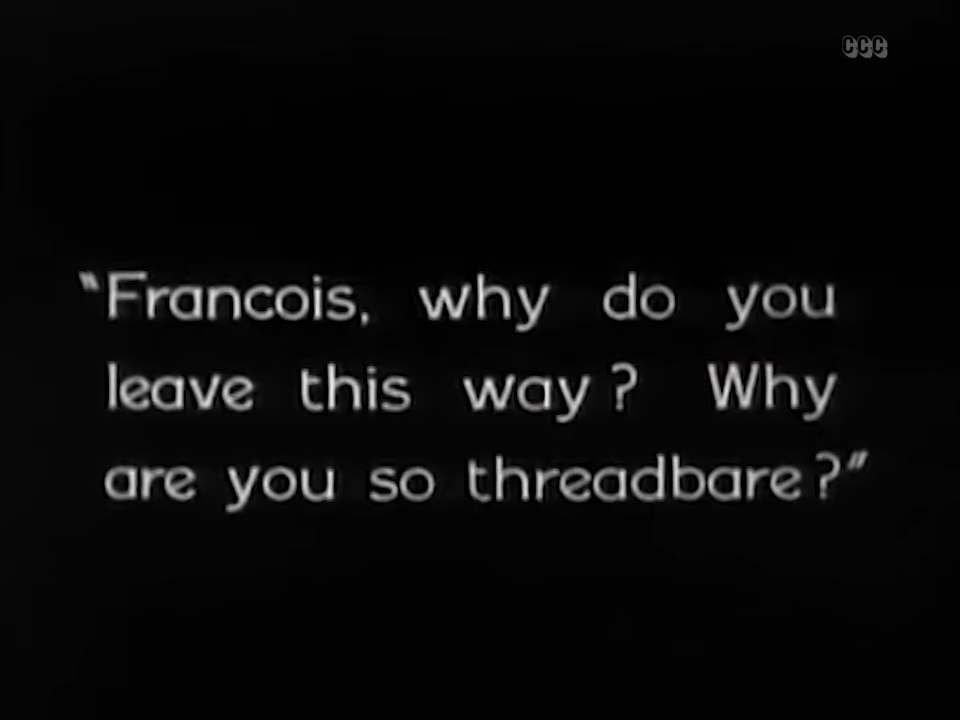 CCC
"Francois, why do you
leave this way? Why
are you so threadbare?"